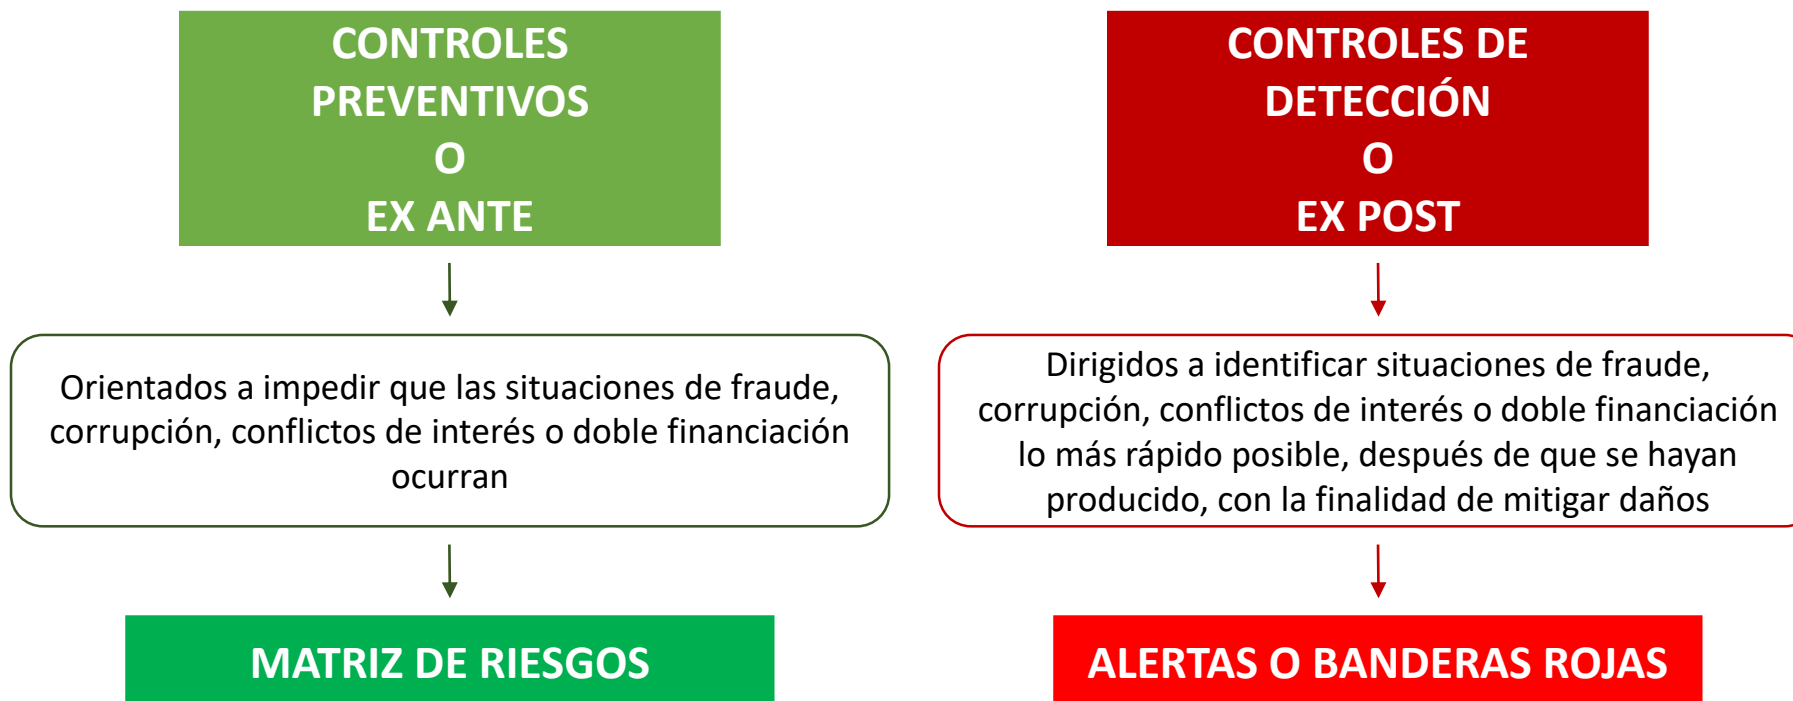 CONTROLES
PREVENTIVOS
O
EX ANTE
Orientados a impedir que las situaciones de fraude,
corrupción, conflictos de interés o doble financiación
ocurran
MATRIZ DE RIESGOS
CONTROLES DE
DETECCIÓN
O
EX POST
Dirigidos a identificar situaciones de fraude,
corrupción, conflictos de interés o doble financiación
lo más rápido posible, después de que se hayan
producido, con la finalidad de mitigar daños
ALERTAS O BANDERAS ROJAS